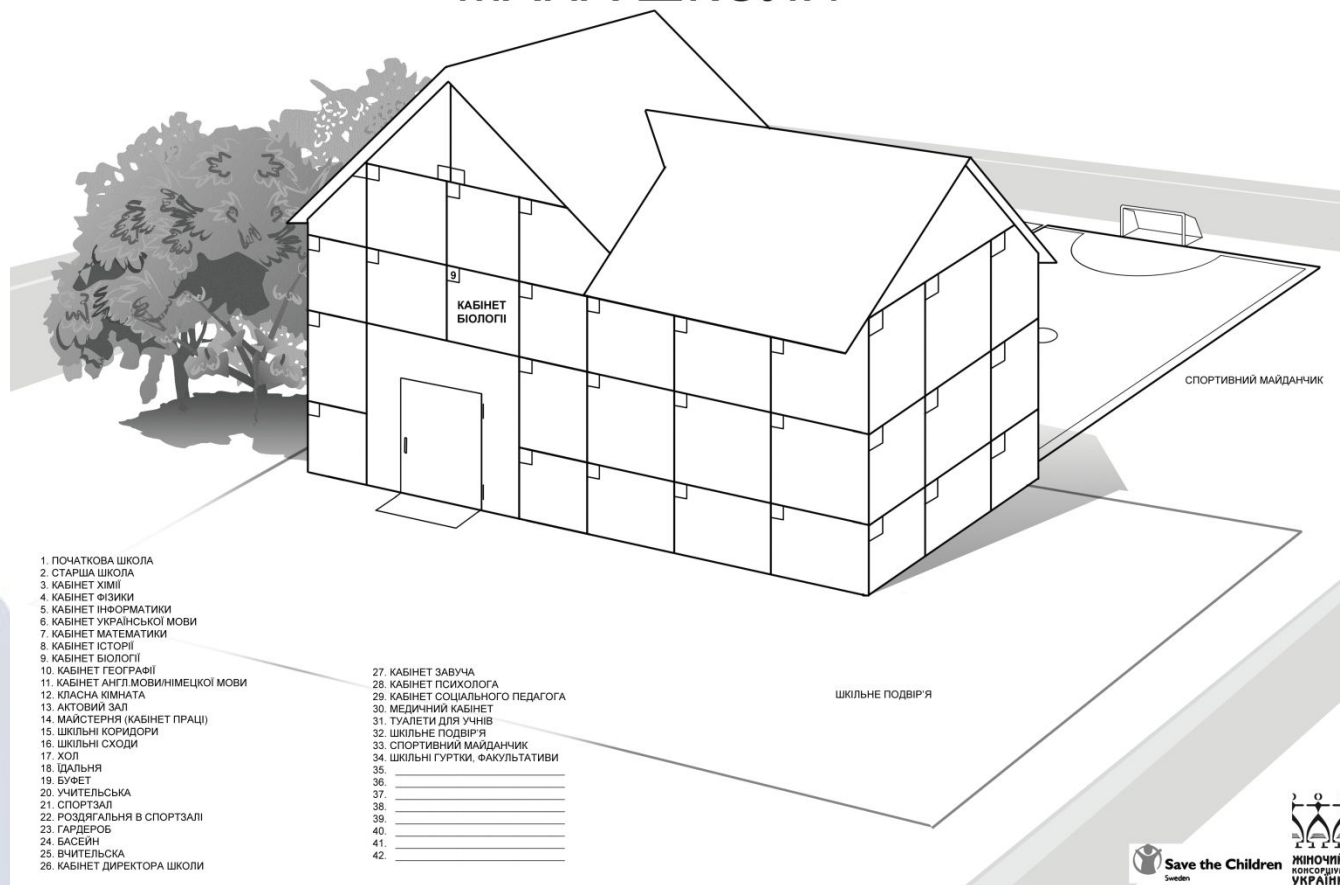 9
КАБІНЕТ
БІОЛОГІІ
СПОРТИВНИЙ МАЙДАНЧИК
ШКІЛЬНЕ ПОДВІР'Я
1. ПОЧАТКОВА ШКОЛА
2. СТАРША ШКОЛА
3. КАБІНЕТ ХІМІЇ
4. КАБІНЕТ ФІЗИКИ
5. КАБІНЕТ ІНФОРМАТИКИ
6. КАБІНЕТ УКРАЇНСЬКОЇ МОВИ
7. КАБІНЕТ МАТЕМАТИКИ
8. КАБІНЕТ ІСТОРІЇ
9. КАБІНЕТ БІОЛОГІЇ
10. КАБІНЕТ ГЕОГРАФІЇ
11. КАБІНЕТ АНГЛ.МОВИ/НІМЕЦКОЇ МОВИ
12. КЛАСНА КІМНАТА
13. АКТОВИЙ ЗАЛ
14. МАЙСТЕРНЯ (КАБІНЕТ ПРАЦІ)
15. ШКІЛЬНІ КОРИДОРИ
16. ШКІЛЬНІ СХОДИ
17. ХОЛ
18. ЇДАЛЬНЯ
19. БУФЕТ
20. УЧИТЕЛЬСЬКА
21. СПОРТЗАЛ
22. РОЗДЯГАЛЬНЯ В СПОРТЗАЛІ
23. ГАРДЕРОБ
24. БАСЕЙН
25. ВЧИТЕЛЬСКА
26. КАБІНЕТ ДИРЕКТОРА ШКОЛИ
27. КАБІНЕТ ЗАВУЧА
28. КАБІНЕТ ПСИХОЛОГА
29. КАБІНЕТ СОЦІАЛЬНОГО ПЕДАГОГА
30. МЕДИЧНИЙ КАБІНЕТ
31. ТУАЛЕТИ ДЛЯ УЧНІВ
32. ШКІЛЬНЕ ПОДВІР'Я
33. СПОРТИВНИЙ МАЙДАНЧИК
34. ШКІЛЬНІ ГУРТКИ, ФАКУЛЬТАТИВИ
35.
36.
37.
38.
39.
40.
41.
42.
Save the Children
Sweden
ЖІНОЧИЙ
КОНСОРЦІУМ
УКРАЇНИ